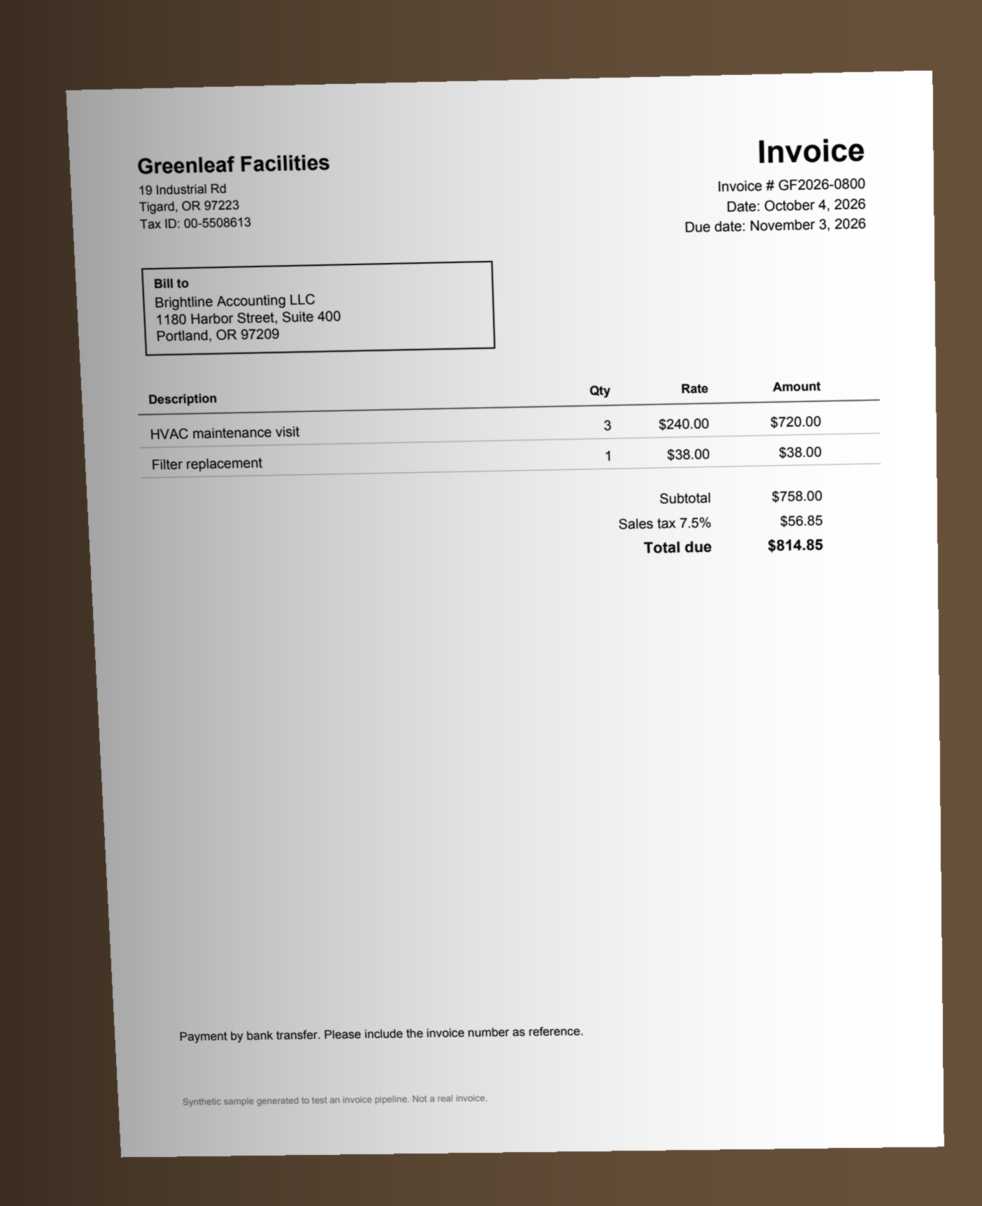 Greenleaf Facilities
19 Industrial Rd
Tigard, OR 97223
Tax ID: 00-5508613
Invoice
Invoice # GF2026-0800
Date: October 4, 2026
Due date: November 3, 2026
Bill to
Brightline Accounting LLC
1180 Harbor Street, Suite 400
Portland, OR 97209
Description Qty Rate Amount
HVAC maintenance visit 3 $240.00 $720.00
Filter replacement 1 $38.00 $38.00
Subtotal $758.00
Sales tax 7.5% $56.85
Total due $814.85
Payment by bank transfer. Please include the invoice number as reference.
Synthetic sample generated to test an invoice pipeline. Not a real invoice.